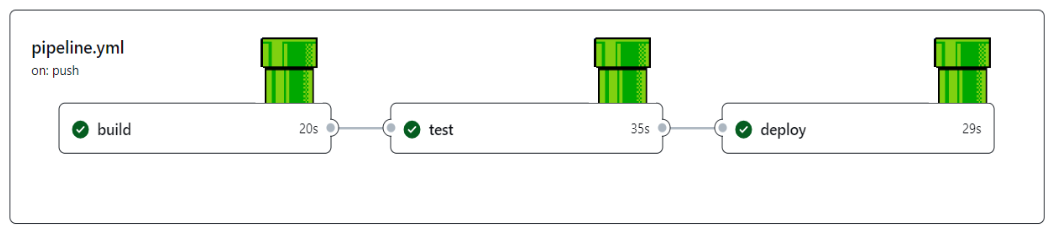 pipeline.yml
on: push
build 20s
test 35s
deploy 29s